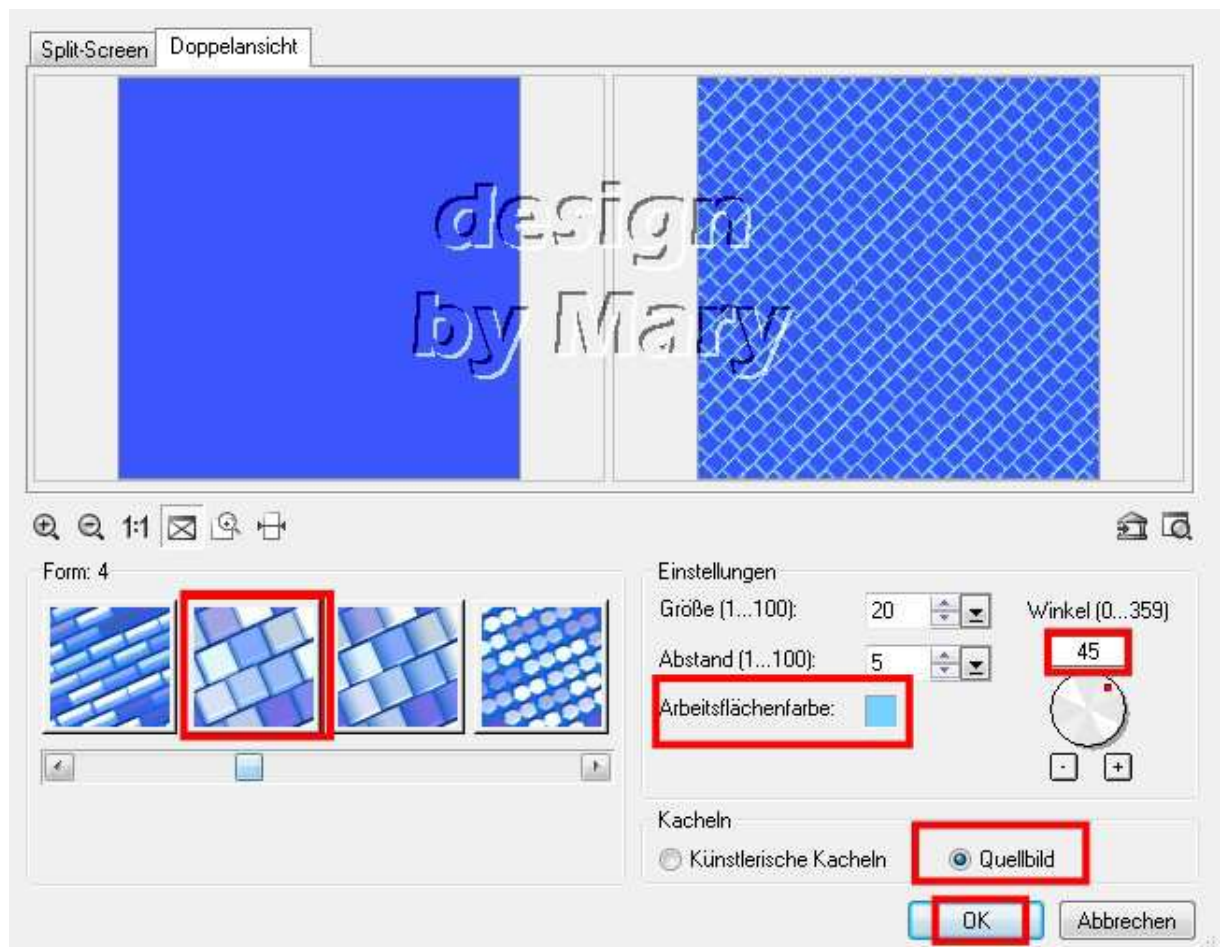 Split-Screen
Doppelansicht
design
by Mary
1:1
Form: 4
Einstellungen
Größe (1...100):
20
Winkel (0...359)
45
Abstand (1...100):
5
Arbeitsflächenfarbe:
-
+
Kacheln
Künstlerische Kacheln
Quellbild
OK
Abbrechen